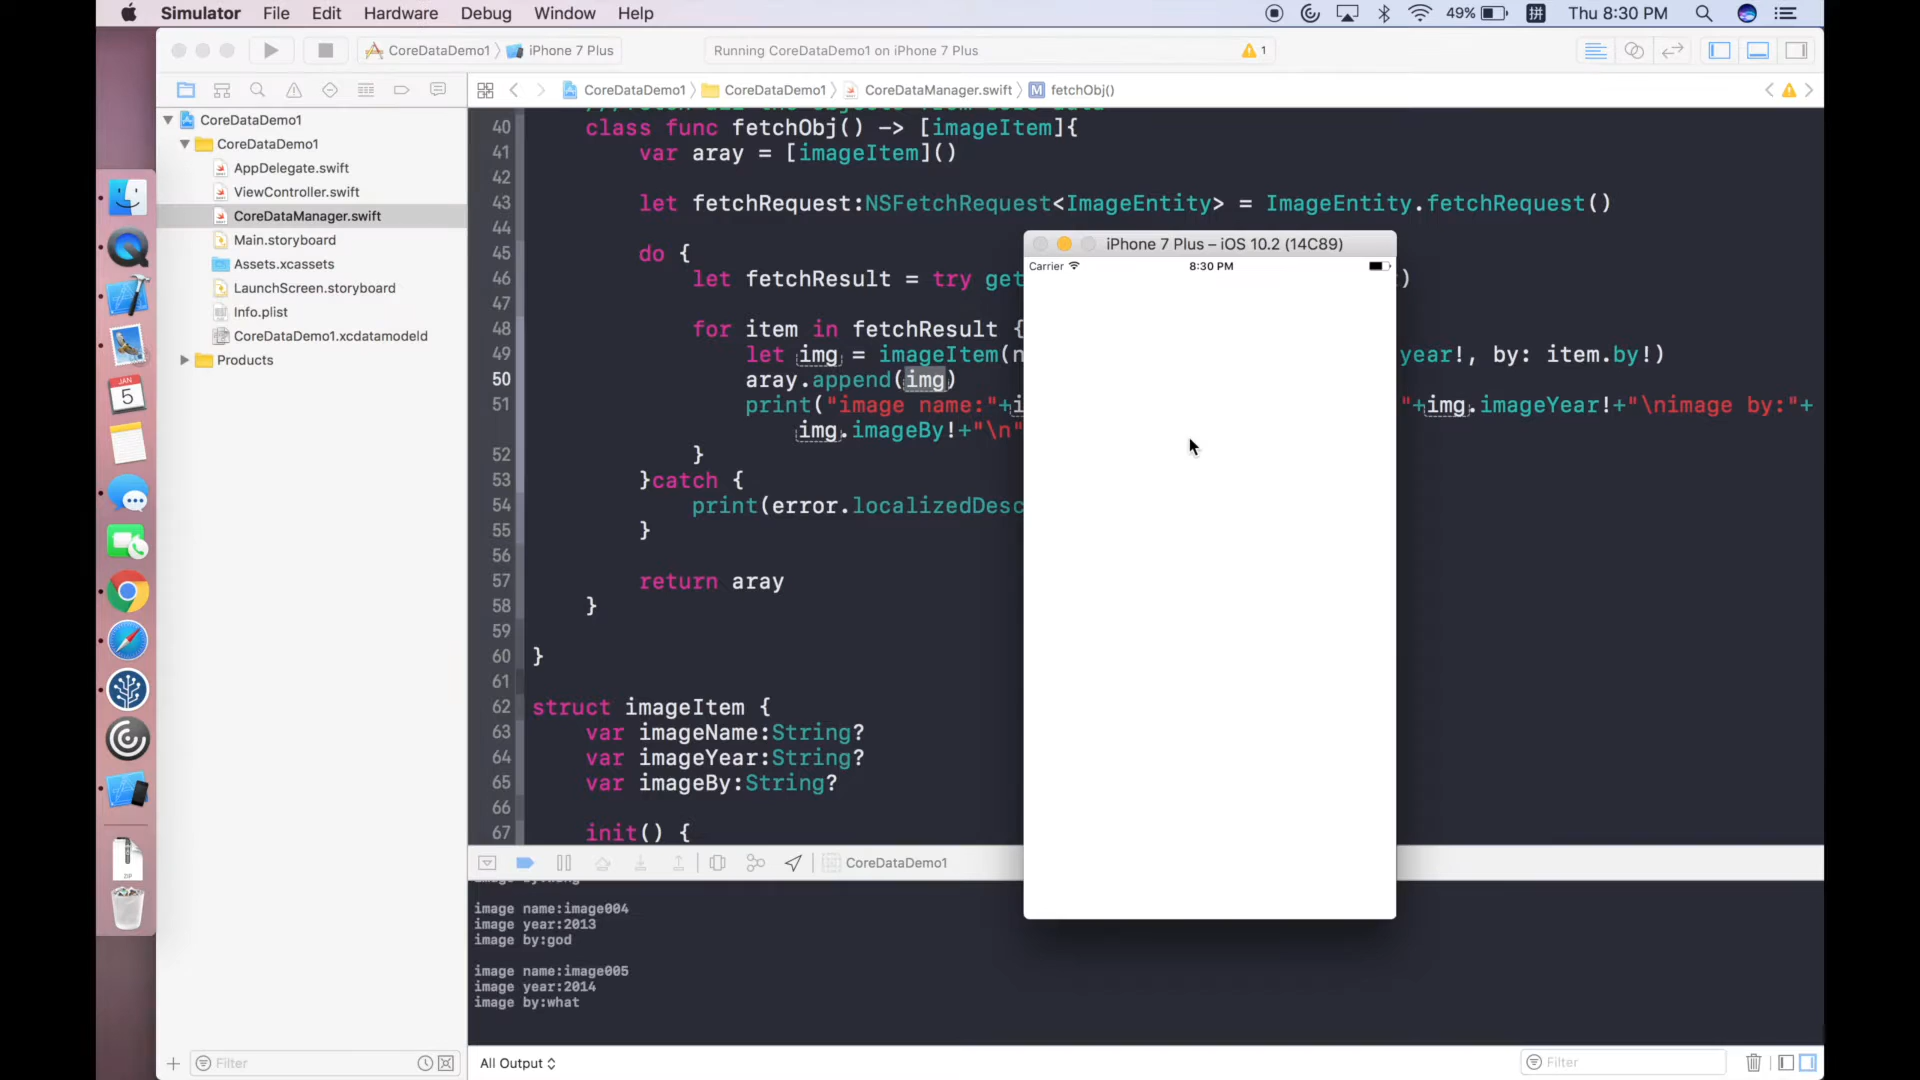 Simulator File Edit Hardware Debug Window Help 49% 拼 Thu 8:30 PM
CoreDataDemo1 iPhone 7 Plus Running CoreDataDemo1 on iPhone 7 Plus 1
CoreDataDemo1 CoreDataDemo1 CoreDataManager.swift M fetchObj()
CoreDataDemo1
CoreDataDemo1
AppDelegate.swift
ViewController.swift
CoreDataManager.swift
Main.storyboard
Assets.xcassets
LaunchScreen.storyboard
Info.plist
CoreDataDemo1.xcdatamodeld
Products
JAN
5
ZIP
Filter
40 class func fetchObj() -> [imageItem]{
41 var aray = [imageItem]()
42
43 let fetchRequest:NSFetchRequest<ImageEntity> = ImageEntity.fetchRequest()
44
45 do {
46 let fetchResult = try get )
47
48 for item in fetchResult {
49 let img = imageItem(n year!, by: item.by!)
50 aray.append(img)
51 print("image name:"+i "+img.imageYear!+"\nimage by:"+
img.imageBy!+"\n"
52 }
53 }catch {
54 print(error.localizedDesc
55 }
56
57 return aray
58 }
59
60 }
61
62 struct imageItem {
63 var imageName:String?
64 var imageYear:String?
65 var imageBy:String?
66
67 init() {
iPhone 7 Plus – iOS 10.2 (14C89)
Carrier 8:30 PM
CoreDataDemo1
image name:image004
image year:2013
image by:god
image name:image005
image year:2014
image by:what
All Output
Filter